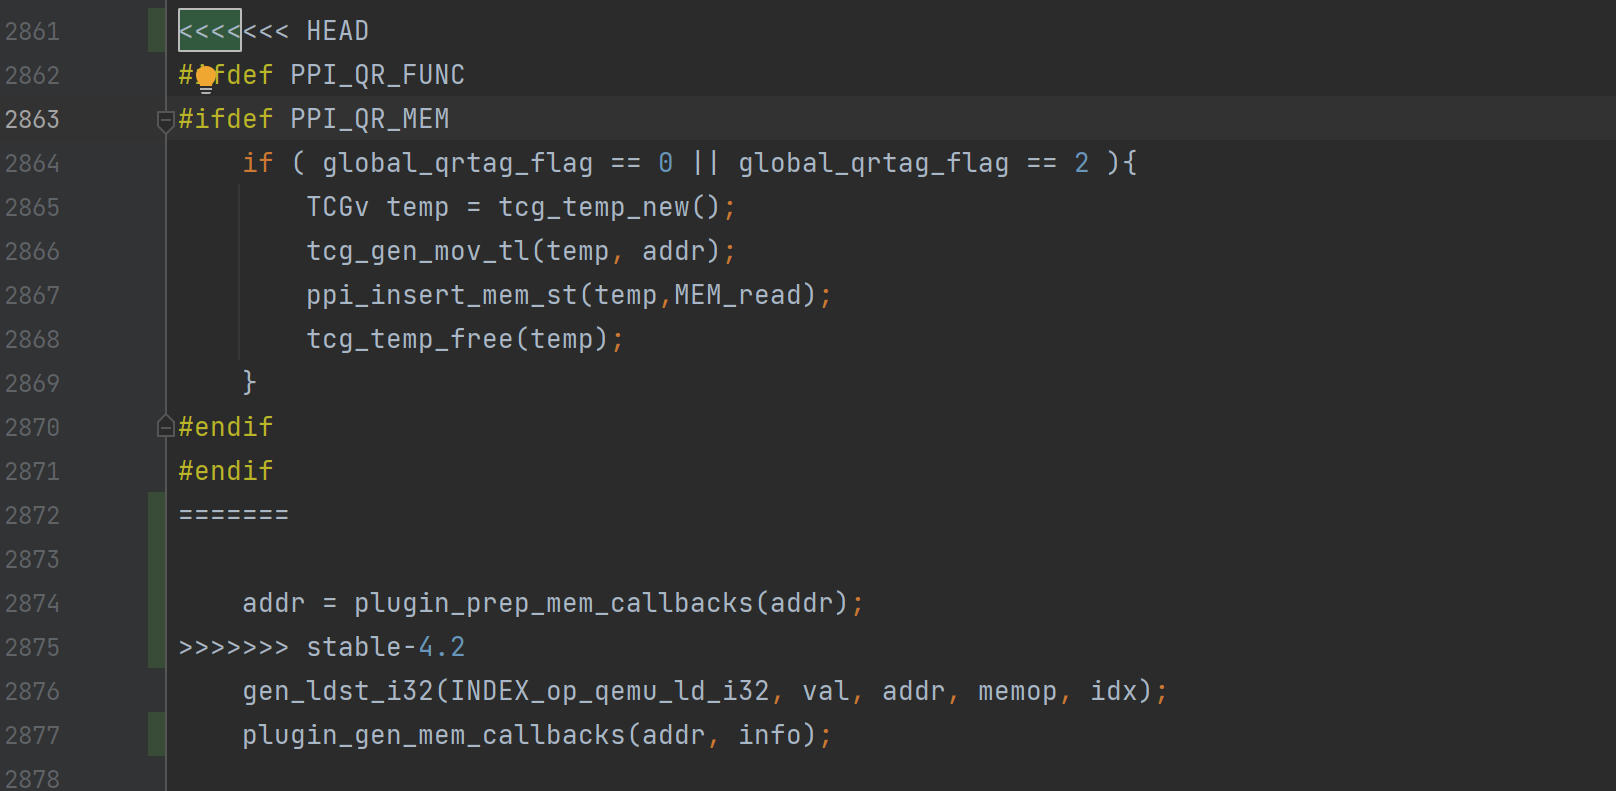 2861 <<<<<<< HEAD
2862 #ifdef PPI_QR_FUNC
2863 #ifdef PPI_QR_MEM
2864     if ( global_qrtag_flag == 0 || global_qrtag_flag == 2 ){
2865         TCGv temp = tcg_temp_new();
2866         tcg_gen_mov_tl(temp, addr);
2867         ppi_insert_mem_st(temp,MEM_read);
2868         tcg_temp_free(temp);
2869     }
2870 #endif
2871 #endif
2872 =======
2873
2874     addr = plugin_prep_mem_callbacks(addr);
2875 >>>>>>> stable-4.2
2876     gen_ldst_i32(INDEX_op_qemu_ld_i32, val, addr, memop, idx);
2877     plugin_gen_mem_callbacks(addr, info);
2878